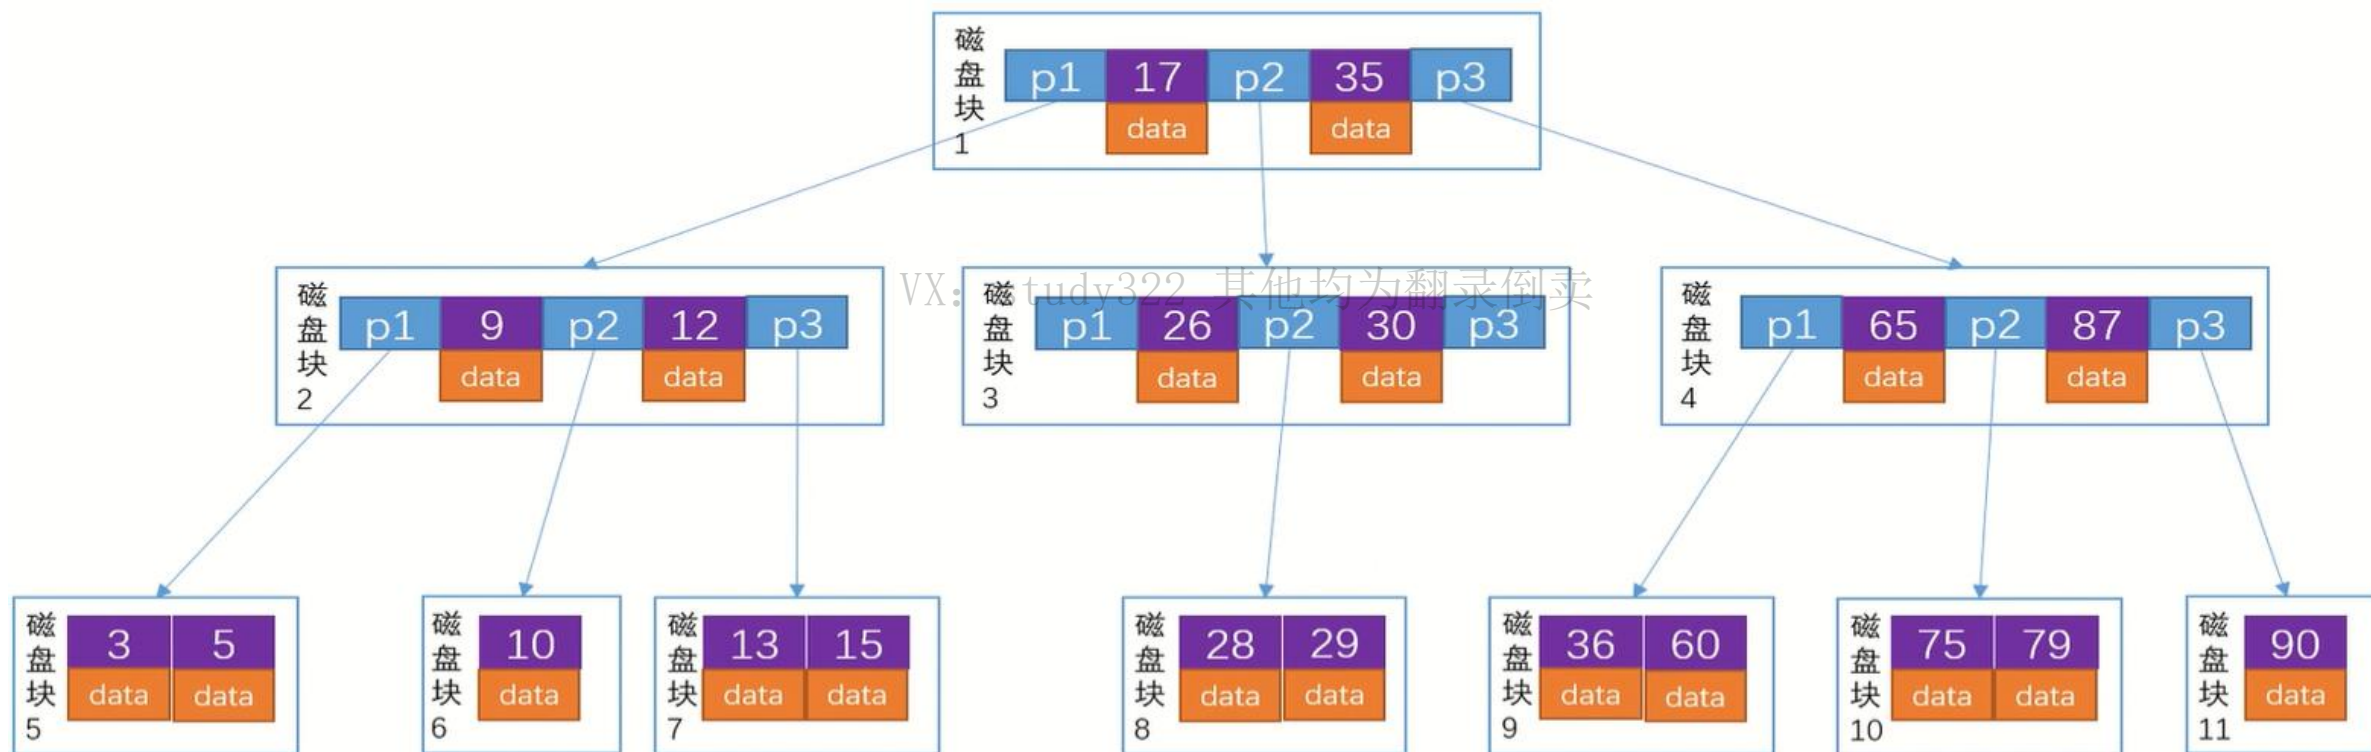 磁盘块1
p1 17 p2 35 p3
data data
VX: study322 其他均为翻录倒卖
磁盘块2
p1 9 p2 12 p3
data data
磁盘块3
p1 26 p2 30 p3
data data
磁盘块4
p1 65 p2 87 p3
data data
磁盘块5
3 5
data data
磁盘块6
10
data
磁盘块7
13 15
data data
磁盘块8
28 29
data data
磁盘块9
36 60
data data
磁盘块10
75 79
data data
磁盘块11
90
data